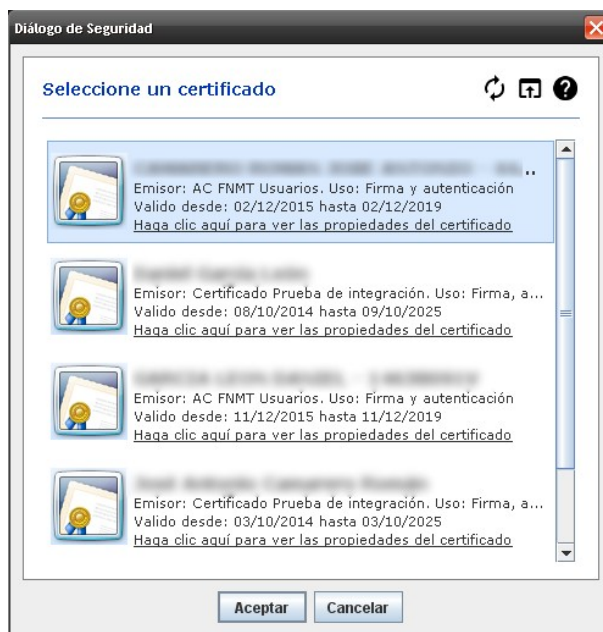 Diálogo de Seguridad
Seleccione un certificado
Emisor: AC FNMT Usuarios. Uso: Firma y autenticación
Valido desde: 02/12/2015 hasta 02/12/2019
Haga clic aquí para ver las propiedades del certificado
Emisor: Certificado Prueba de integración. Uso: Firma, a...
Valido desde: 08/10/2014 hasta 09/10/2025
Haga clic aquí para ver las propiedades del certificado
Emisor: AC FNMT Usuarios. Uso: Firma y autenticación
Valido desde: 11/12/2015 hasta 11/12/2019
Haga clic aquí para ver las propiedades del certificado
Emisor: Certificado Prueba de integración. Uso: Firma, a...
Valido desde: 03/10/2014 hasta 03/10/2025
Haga clic aquí para ver las propiedades del certificado
Aceptar Cancelar